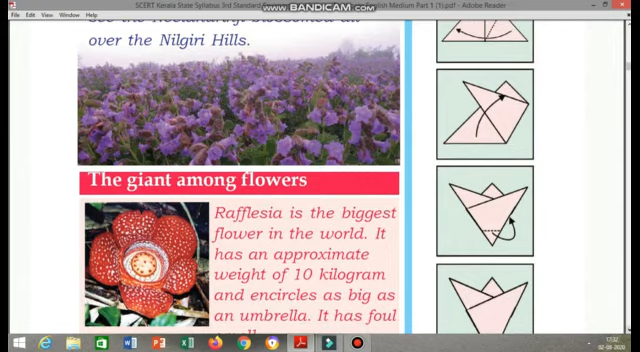 SCERT Kerala State Syllabus 3rd Standard
www.BANDICAM.com
English Medium Part 1 (1).pdf - Adobe Reader
File Edit View Window Help
over the Nilgiri Hills.
The giant among flowers
Rafflesia is the biggest
flower in the world. It
has an approximate
weight of 10 kilogram
and encircles as big as
an umbrella. It has foul
17:32
02-08-2020